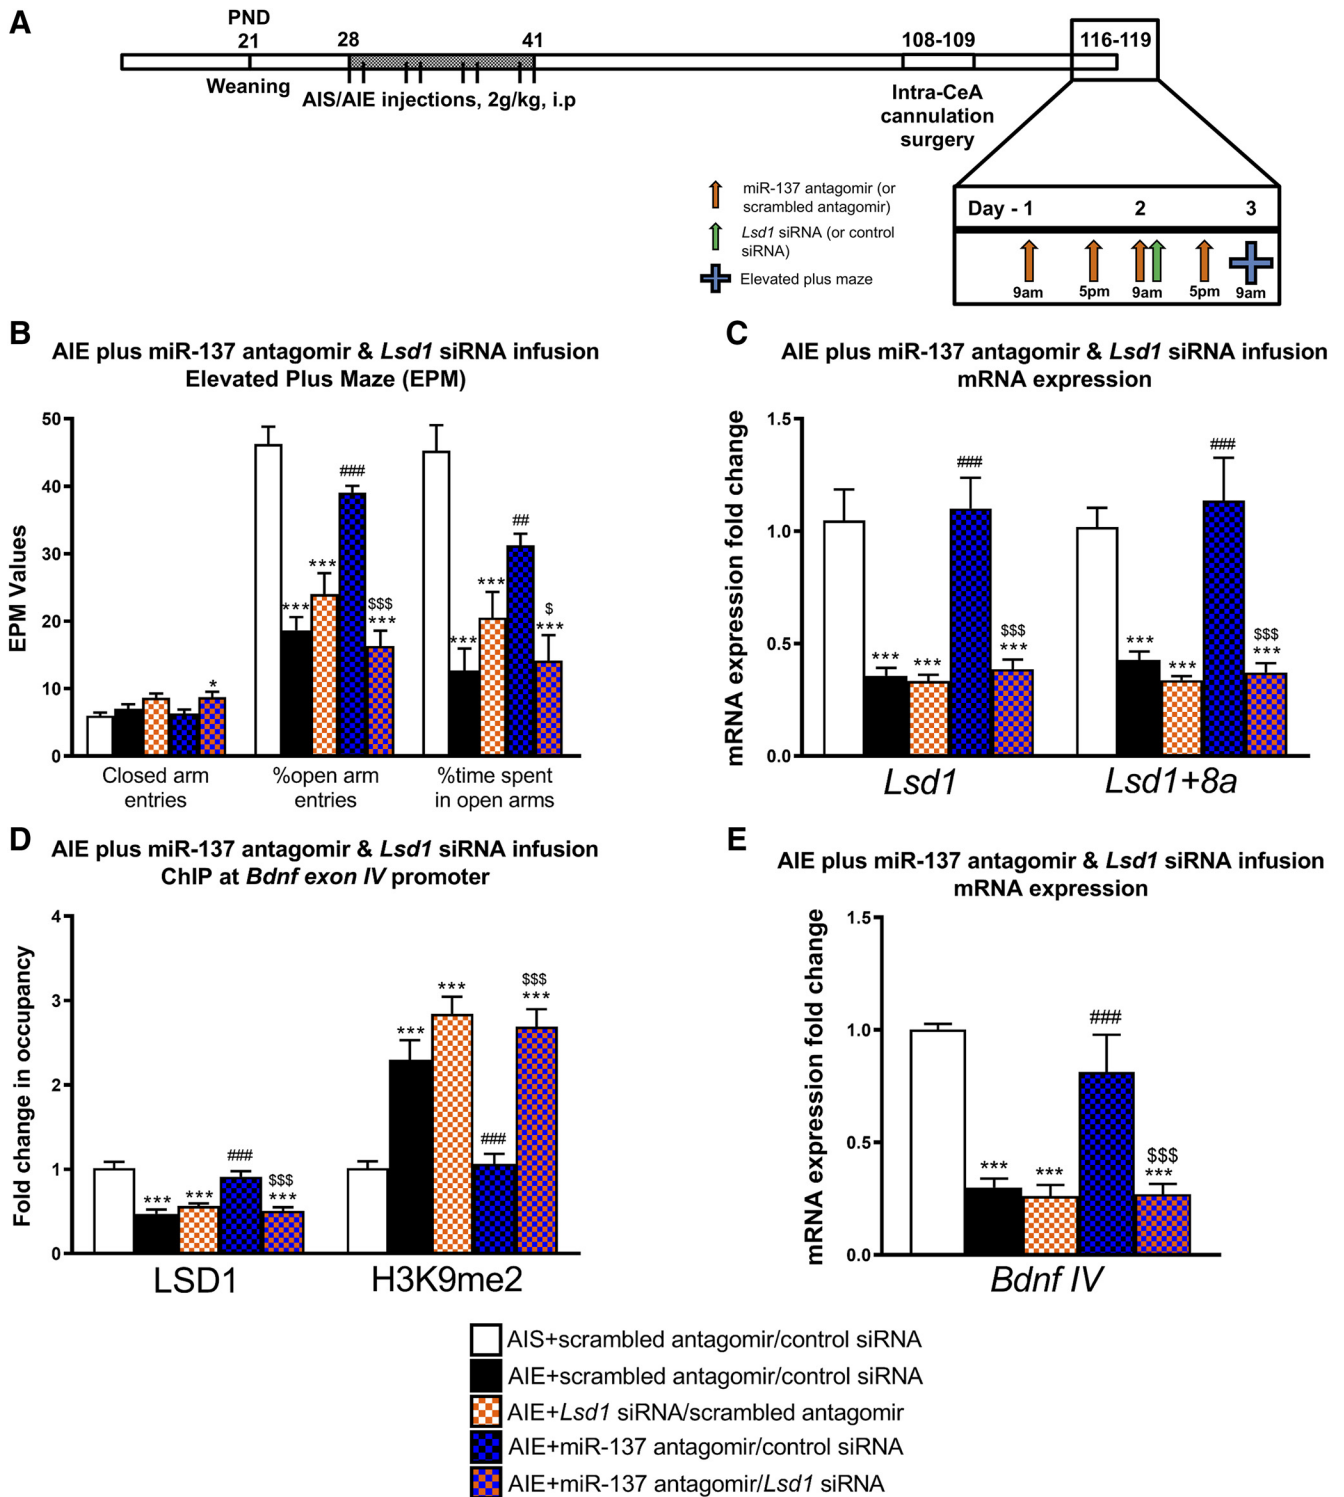 A
PND
21
28
41
108-109
116-119
Weaning
AIS/AIE injections, 2g/kg, i.p
Intra-CeA
cannulation
surgery
miR-137 antagomir (or
scrambled antagomir)
Lsd1 siRNA (or control
siRNA)
Elevated plus maze
Day - 1 2 3
9am 5pm 9am 5pm 9am
B
AIE plus miR-137 antagomir & Lsd1 siRNA infusion
Elevated Plus Maze (EPM)
EPM Values
50
40
30
20
10
0
*
***
***
###
$$$
***
***
***
##
$
***
Closed arm
entries
%open arm
entries
%time spent
in open arms
C
AIE plus miR-137 antagomir & Lsd1 siRNA infusion
mRNA expression
mRNA expression fold change
1.5
1.0
0.5
0.0
***
***
###
$$$
***
***
***
###
$$$
***
Lsd1
Lsd1+8a
D
AIE plus miR-137 antagomir & Lsd1 siRNA infusion
ChIP at Bdnf exon IV promoter
Fold change in occupancy
4
3
2
1
0
***
***
###
$$$
***
***
***
###
$$$
***
LSD1
H3K9me2
E
AIE plus miR-137 antagomir & Lsd1 siRNA infusion
mRNA expression
mRNA expression fold change
1.5
1.0
0.5
0.0
***
***
###
$$$
***
Bdnf IV
AIS+scrambled antagomir/control siRNA
AIE+scrambled antagomir/control siRNA
AIE+Lsd1 siRNA/scrambled antagomir
AIE+miR-137 antagomir/control siRNA
AIE+miR-137 antagomir/Lsd1 siRNA